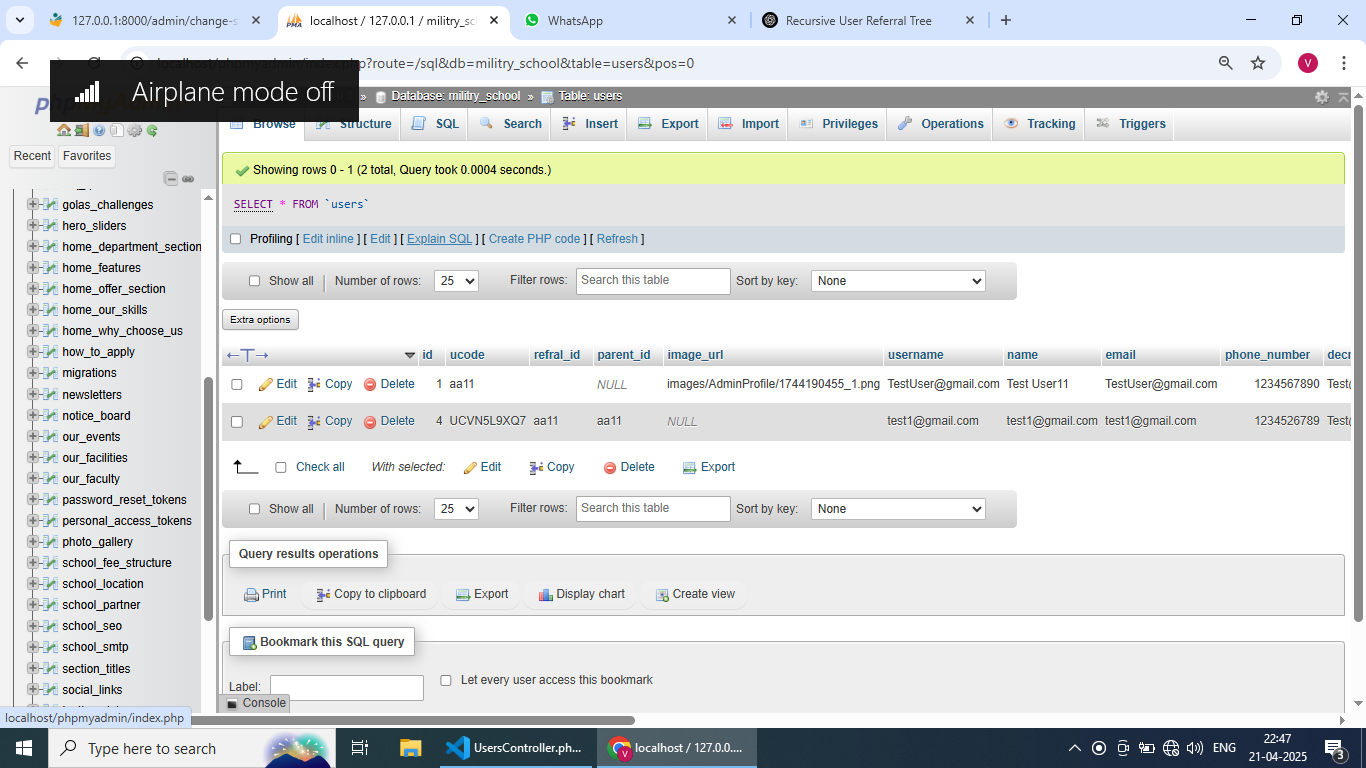 127.0.0.1:8000/admin/change-s
localhost / 127.0.0.1 / militry_sc
WhatsApp
Recursive User Referral Tree
localhost/phpmyadmin/index.php?route=/sql&db=militry_school&table=users&pos=0
V
Airplane mode off
Database: militry_school » Table: users
Browse Structure SQL Search Insert Export Import Privileges Operations Tracking Triggers
Recent Favorites
golas_challenges
hero_sliders
home_department_section
home_features
home_offer_section
home_our_skills
home_why_choose_us
how_to_apply
migrations
newsletters
notice_board
our_events
our_facilities
our_faculty
password_reset_tokens
personal_access_tokens
photo_gallery
school_fee_structure
school_location
school_partner
school_seo
school_smtp
section_titles
social_links
localhost/phpmyadmin/index.php
Showing rows 0 - 1 (2 total, Query took 0.0004 seconds.)
SELECT * FROM `users`
Profiling [ Edit inline ] [ Edit ] [ Explain SQL ] [ Create PHP code ] [ Refresh ]
Show all | Number of rows: 25 Filter rows: Search this table Sort by key: None
Extra options
←T→ id ucode refral_id parent_id image_url username name email phone_number decr
Edit Copy Delete 1 aa11 NULL images/AdminProfile/1744190455_1.png TestUser@gmail.com Test User11 TestUser@gmail.com 1234567890 Test@
Edit Copy Delete 4 UCVN5L9XQ7 aa11 aa11 NULL test1@gmail.com test1@gmail.com test1@gmail.com 1234526789 Test@
Check all With selected: Edit Copy Delete Export
Show all | Number of rows: 25 Filter rows: Search this table Sort by key: None
Query results operations
Print Copy to clipboard Export Display chart Create view
Bookmark this SQL query
Label: Let every user access this bookmark
Console
Type here to search
UsersController.ph...
localhost / 127.0.0....
ENG
22:47
21-04-2025
3